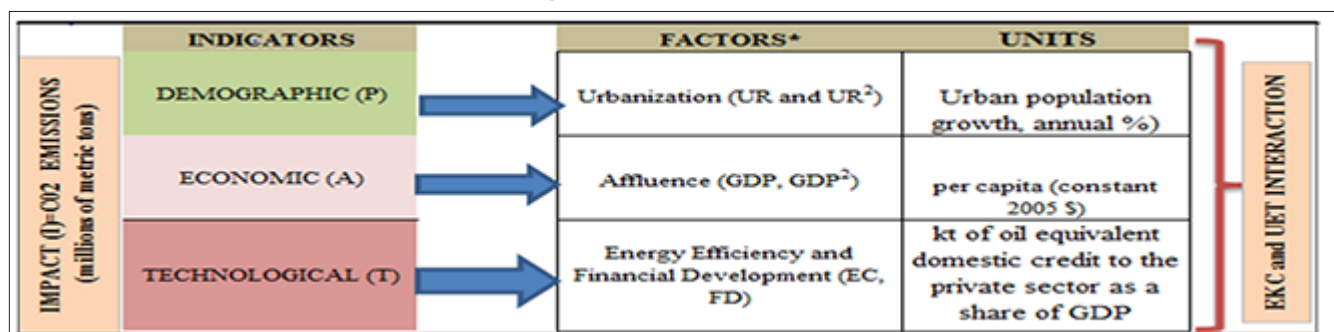 IMPACT (I)=C02 EMISSIONS
(millions of metric tons)
INDICATORS
FACTORS*
UNITS
DEMOGRAPHIC (P)
Urbanization (UR and UR²)
Urban population
growth, annual %)
ECONOMIC (A)
Affluence (GDP, GDP²)
per capita (constant
2005 $)
TECHNOLOGICAL (T)
Energy Efficiency and
Financial Development (EC,
FD)
kt of oil equivalent
domestic credit to the
private sector as a
share of GDP
EKC and UET INTERACTION